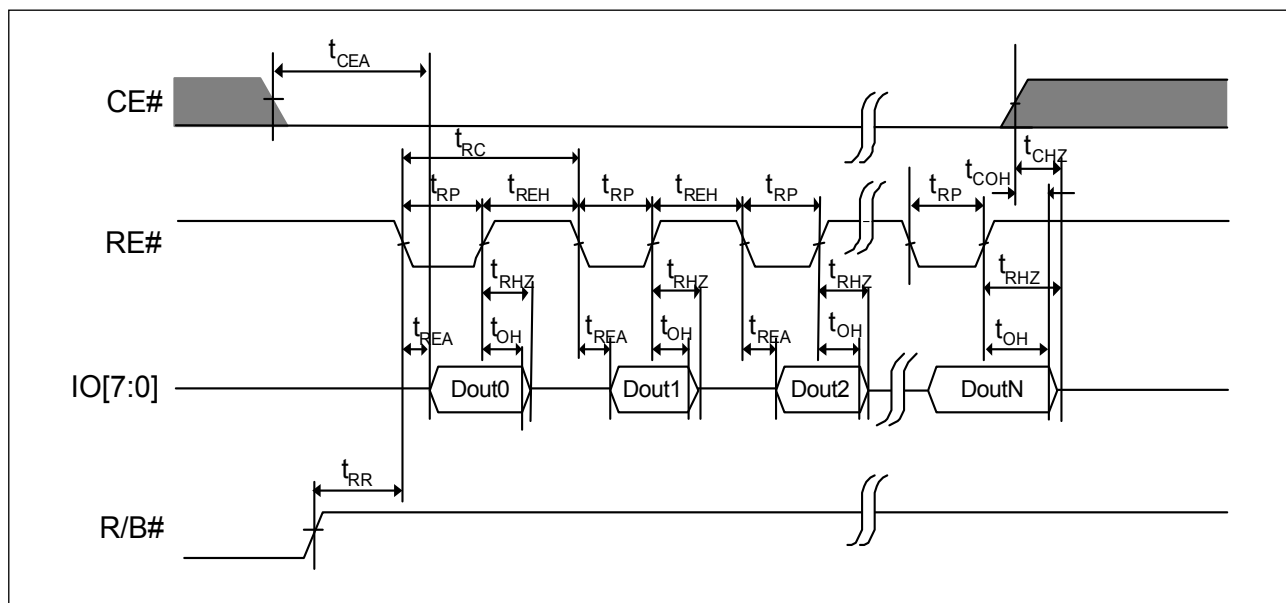 tCEA
CE#
tRC
tCHZ
tCOH
tRP tREH tRP tREH tRP tRP
RE#
tRHZ tRHZ tRHZ tRHZ
tREA tOH tREA tOH tREA tOH tOH
IO[7:0] Dout0 Dout1 Dout2 DoutN
tRR
R/B#